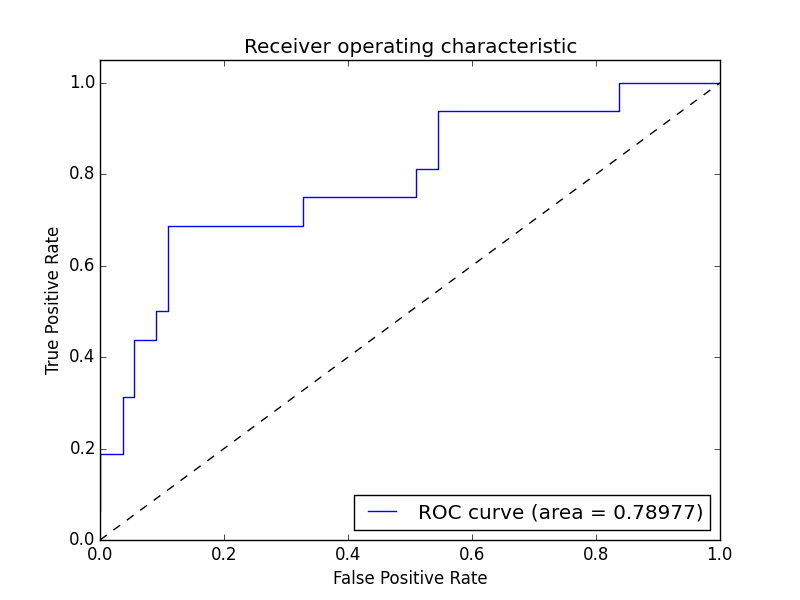 Receiver operating characteristic
1.0
0.8
0.6
0.4
0.2
0.0
True Positive Rate
ROC curve (area = 0.78977)
0.0 0.2 0.4 0.6 0.8 1.0
False Positive Rate